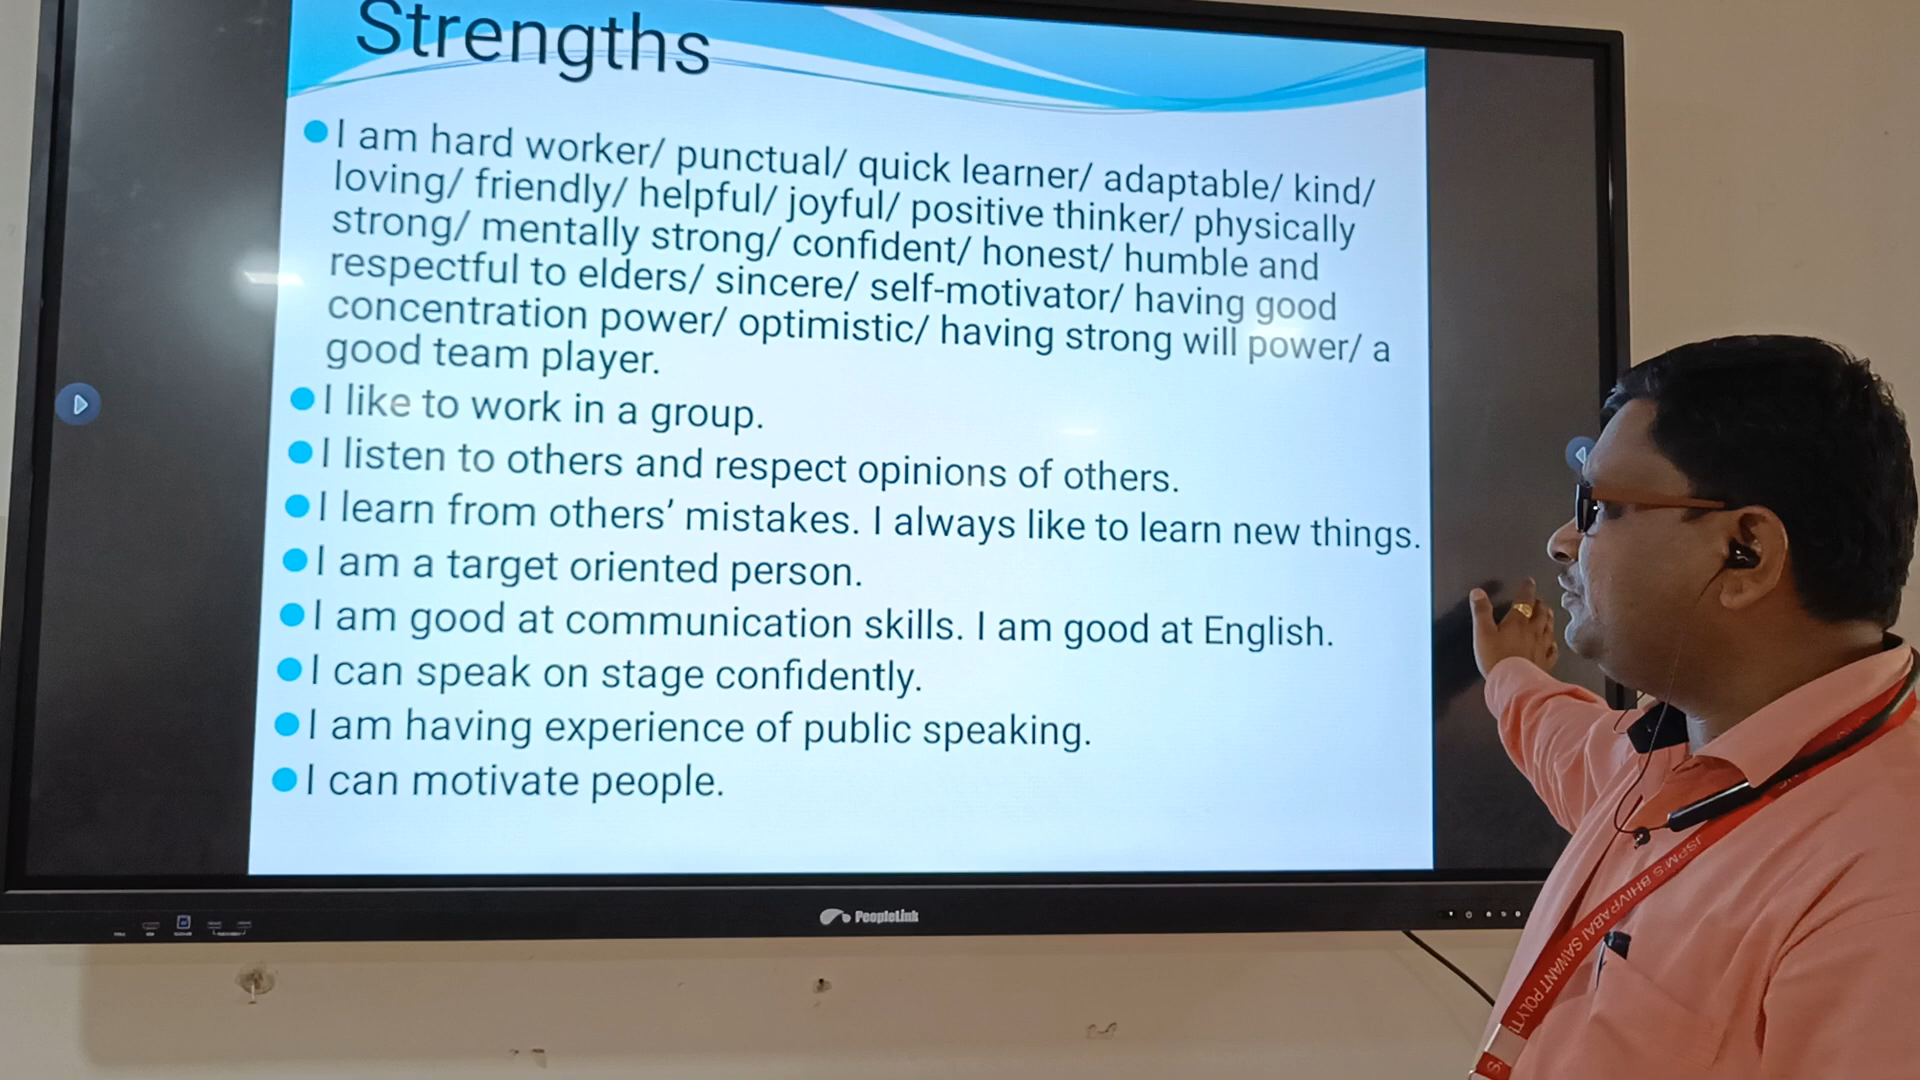 Strengths
I am hard worker/ punctual/ quick learner/ adaptable/ kind/
loving/ friendly/ helpful/ joyful/ positive thinker/ physically
strong/ mentally strong/ confident/ honest/ humble and
respectful to elders/ sincere/ self-motivator/ having good
concentration power/ optimistic/ having strong will power/ a
good team player.
I like to work in a group.
I listen to others and respect opinions of others.
I learn from others’ mistakes. I always like to learn new things.
I am a target oriented person.
I am good at communication skills. I am good at English.
I can speak on stage confidently.
I am having experience of public speaking.
I can motivate people.
PeopleLink
JSPM'S BHIVRABAI SAWANT POLYT